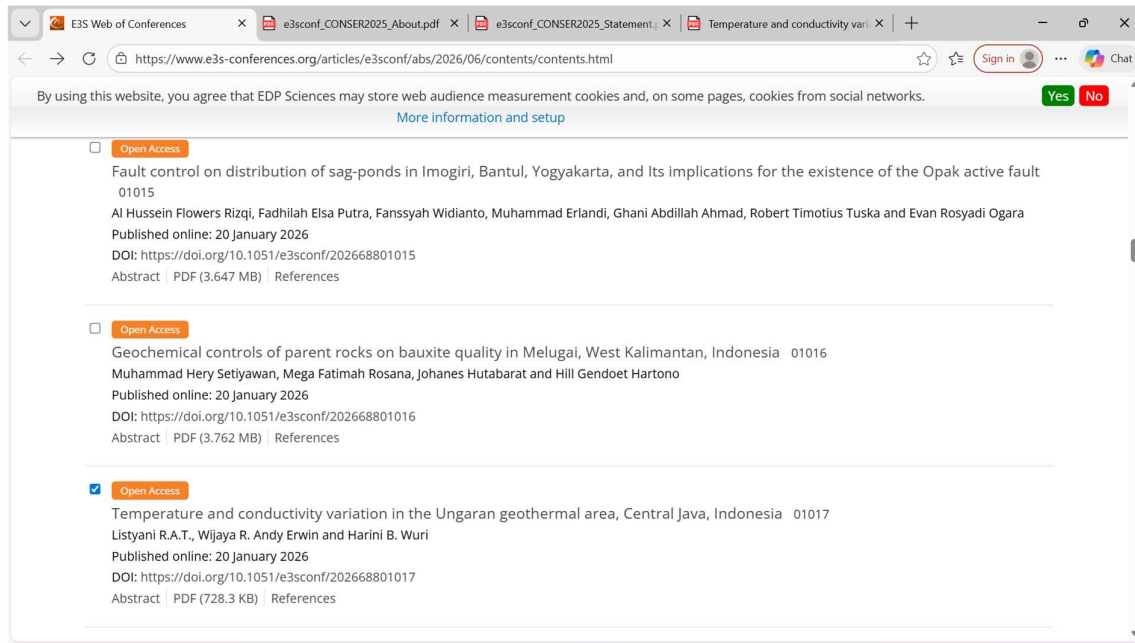 E3S Web of Conferences
e3sconf_CONSER2025_About.pdf
e3sconf_CONSER2025_Statement.
Temperature and conductivity vari
https://www.e3s-conferences.org/articles/e3sconf/abs/2026/06/contents/contents.html
Sign in
Chat
By using this website, you agree that EDP Sciences may store web audience measurement cookies and, on some pages, cookies from social networks.
More information and setup
Yes
No
Open Access
Fault control on distribution of sag-ponds in Imogiri, Bantul, Yogyakarta, and Its implications for the existence of the Opak active fault
01015
Al Hussein Flowers Rizqi, Fadhilah Elsa Putra, Fanssyah Widianto, Muhammad Erlandi, Ghani Abdillah Ahmad, Robert Timotius Tuska and Evan Rosyadi Ogara
Published online: 20 January 2026
DOI: https://doi.org/10.1051/e3sconf/202668801015
Abstract | PDF (3.647 MB) | References
Open Access
Geochemical controls of parent rocks on bauxite quality in Melugai, West Kalimantan, Indonesia 01016
Muhammad Hery Setiyawan, Mega Fatimah Rosana, Johanes Hutabarat and Hill Gendoet Hartono
Published online: 20 January 2026
DOI: https://doi.org/10.1051/e3sconf/202668801016
Abstract | PDF (3.762 MB) | References
Open Access
Temperature and conductivity variation in the Ungaran geothermal area, Central Java, Indonesia 01017
Listyani R.A.T., Wijaya R. Andy Erwin and Harini B. Wuri
Published online: 20 January 2026
DOI: https://doi.org/10.1051/e3sconf/202668801017
Abstract | PDF (728.3 KB) | References